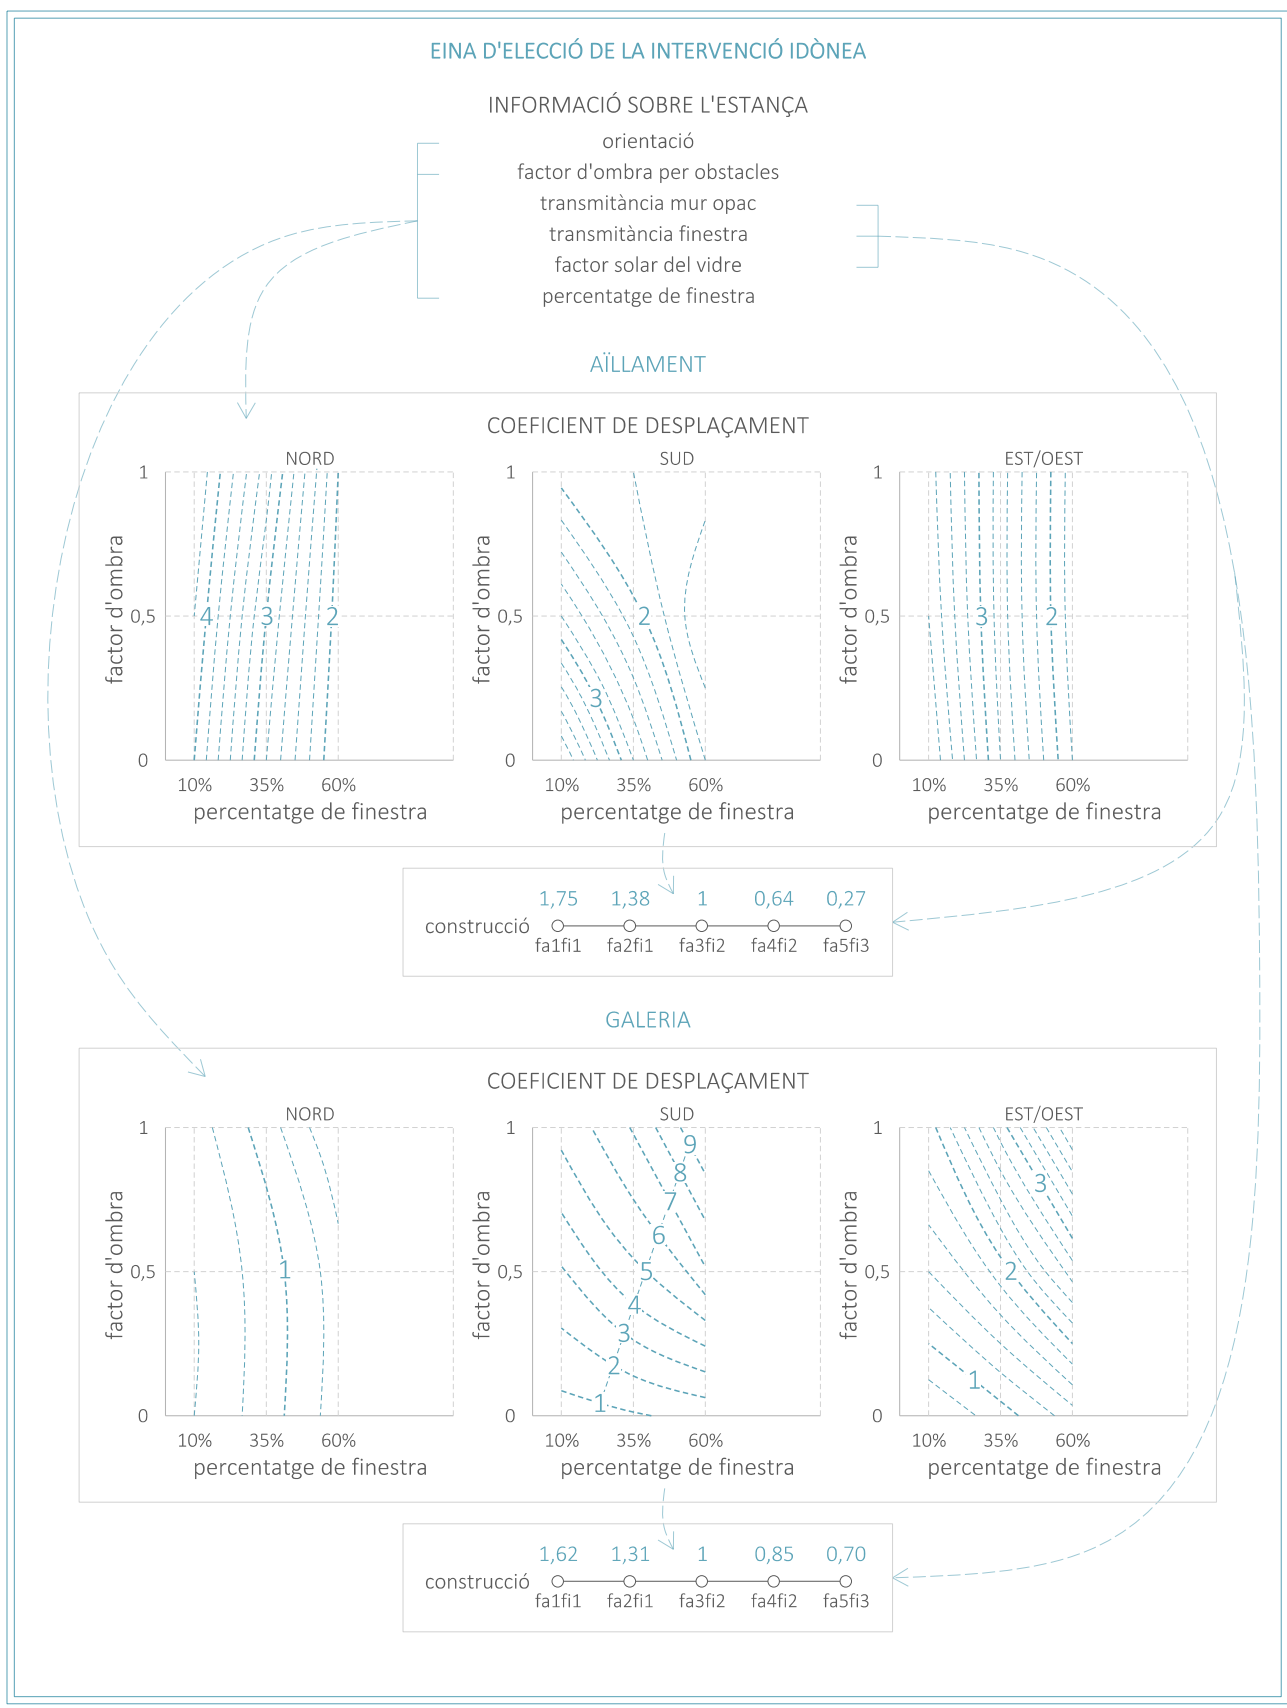 EINA D'ELECCIÓ DE LA INTERVENCIÓ IDÒNEA
INFORMACIÓ SOBRE L'ESTANÇA
orientació
factor d'ombra per obstacles
transmitància mur opac
transmitància finestra
factor solar del vidre
percentatge de finestra
AÏLLAMENT
COEFICIENT DE DESPLAÇAMENT
NORD
1
0,5
0
factor d'ombra
4 3 2
10% 35% 60%
percentatge de finestra
SUD
1
0,5
0
factor d'ombra
2
3
10% 35% 60%
percentatge de finestra
EST/OEST
1
0,5
0
factor d'ombra
3 2
10% 35% 60%
percentatge de finestra
1,75 1,38 1 0,64 0,27
construcció
fa1fi1 fa2fi1 fa3fi2 fa4fi2 fa5fi3
GALERIA
COEFICIENT DE DESPLAÇAMENT
NORD
1
0,5
0
factor d'ombra
1
10% 35% 60%
percentatge de finestra
SUD
1
0,5
0
factor d'ombra
9
8
7
6
5
4
3
2
1
10% 35% 60%
percentatge de finestra
EST/OEST
1
0,5
0
factor d'ombra
3
2
1
10% 35% 60%
percentatge de finestra
1,62 1,31 1 0,85 0,70
construcció
fa1fi1 fa2fi1 fa3fi2 fa4fi2 fa5fi3